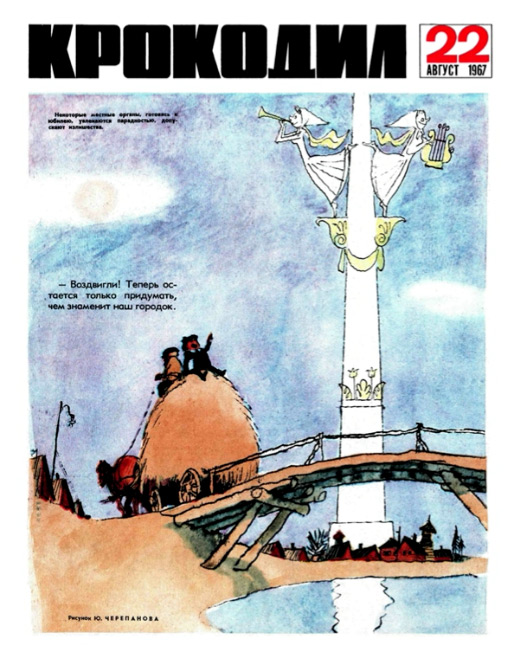 КРОКОДИЛ
22
АВГУСТ 1967
Некоторые местные органы, готовясь к
юбилею, увлекаются парадностью, допу-
скают излишества.
— Воздвигли! Теперь ос-
тается только придумать,
чем знаменит наш городок.
Рисунок Ю. ЧЕРЕПАНОВА